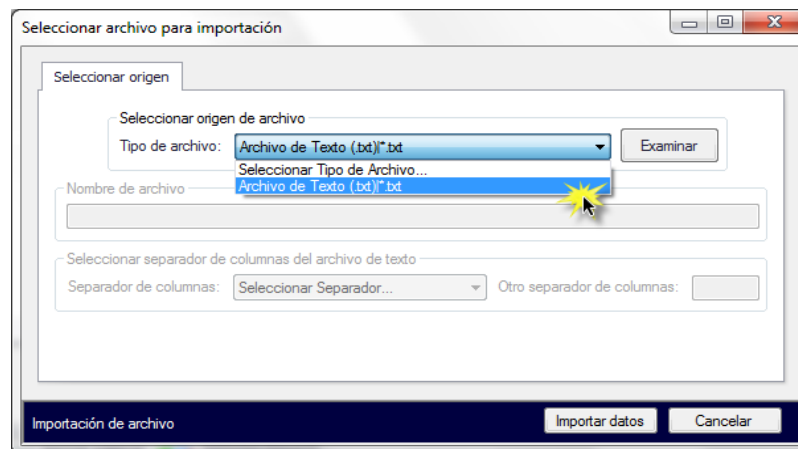 Seleccionar archivo para importación
Seleccionar origen
Seleccionar origen de archivo
Tipo de archivo: Archivo de Texto (.txt)|*.txt Examinar
Seleccionar Tipo de Archivo...
Archivo de Texto (.txt)|*.txt
Nombre de archivo
Seleccionar separador de columnas del archivo de texto
Separador de columnas: Seleccionar Separador... Otro separador de columnas:
Importación de archivo Importar datos Cancelar